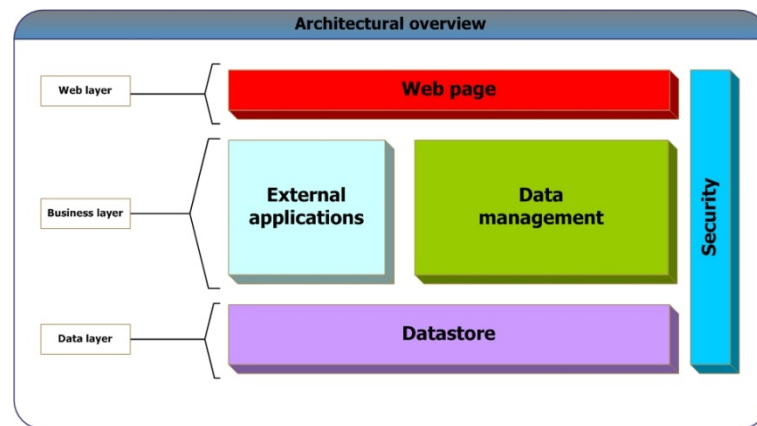 Architectural overview
Web layer
Web page
Business layer
External
applications
Data
management
Security
Data layer
Datastore